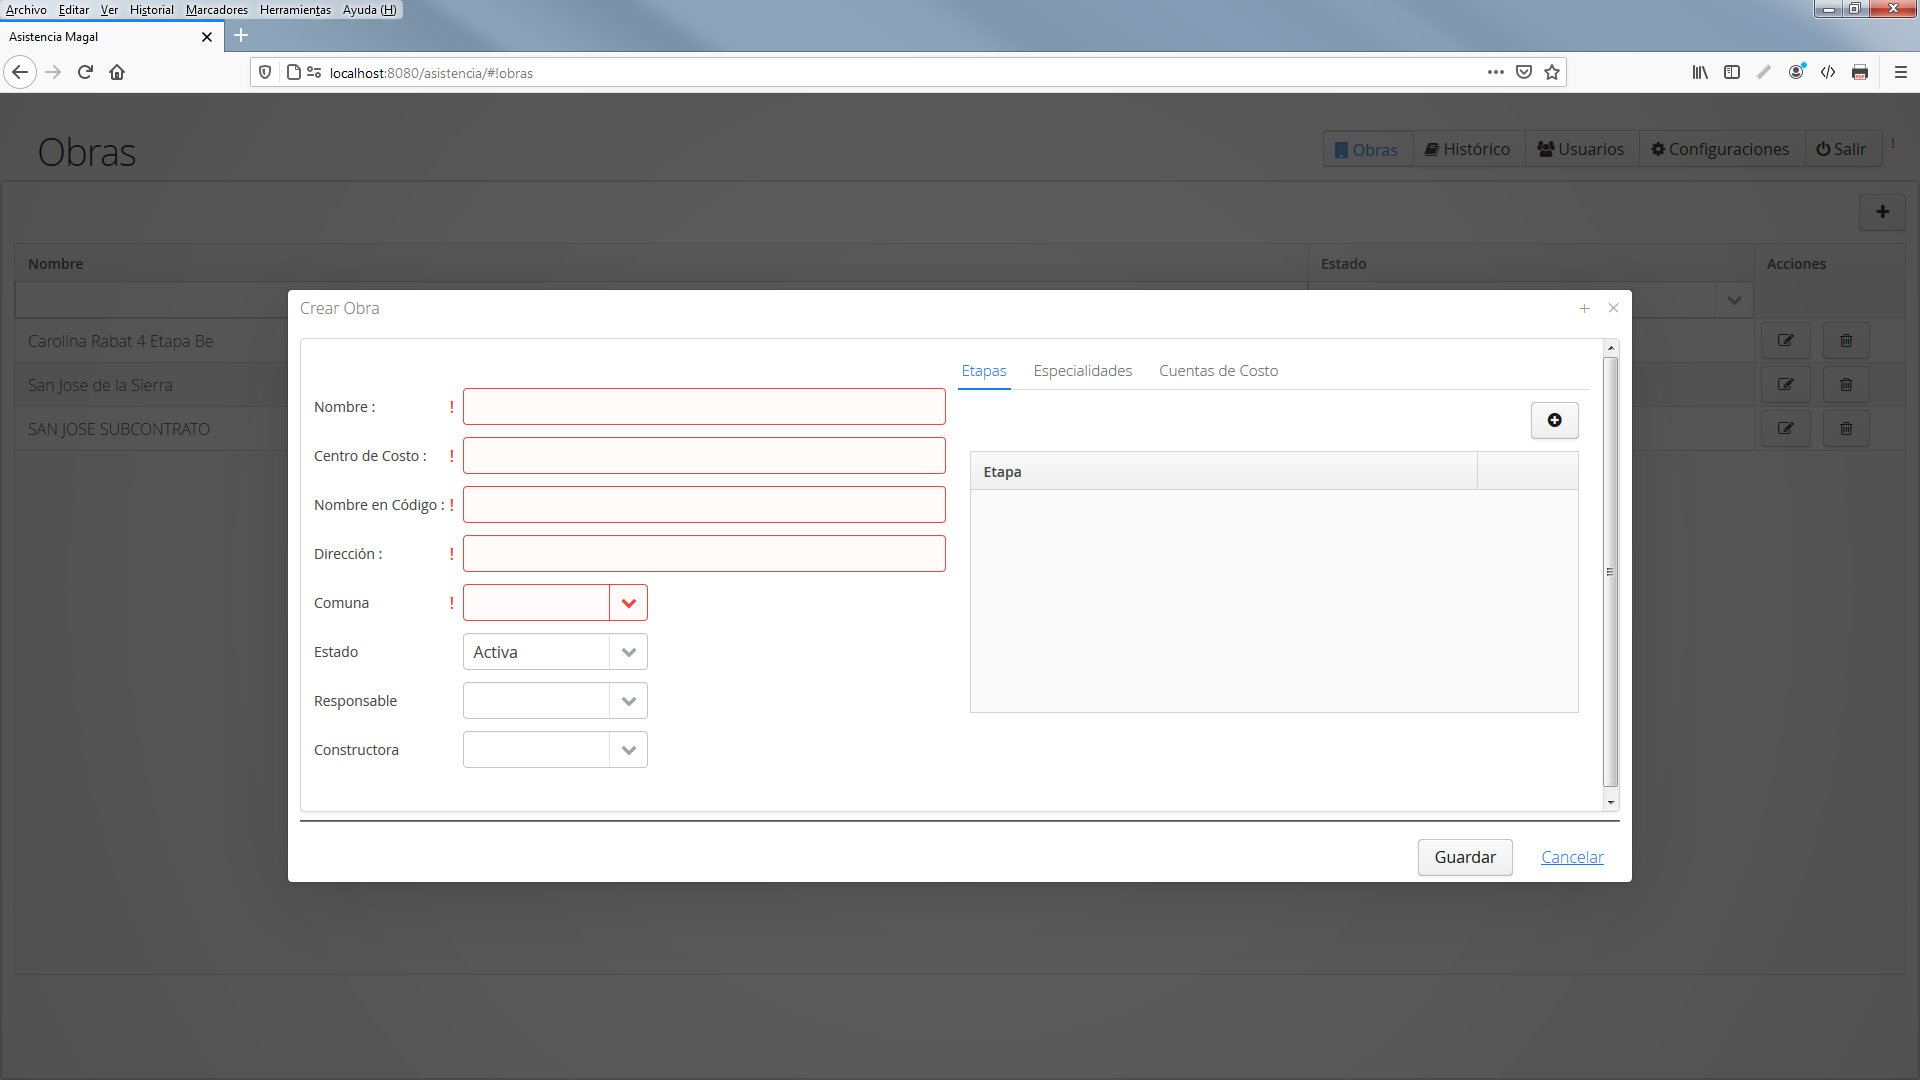 Archivo Editar Ver Historial Marcadores Herramientas Ayuda (H)
Asistencia Magal
localhost:8080/asistencia/#!obras
Obras
Obras Histórico Usuarios Configuraciones Salir !
Nombre Estado Acciones
Carolina Rabat 4 Etapa Be
San Jose de la Sierra
SAN JOSE SUBCONTRATO
Crear Obra
Nombre : !
Centro de Costo : !
Nombre en Código : !
Dirección : !
Comuna !
Estado Activa
Responsable
Constructora
Etapas Especialidades Cuentas de Costo
Etapa
Guardar Cancelar